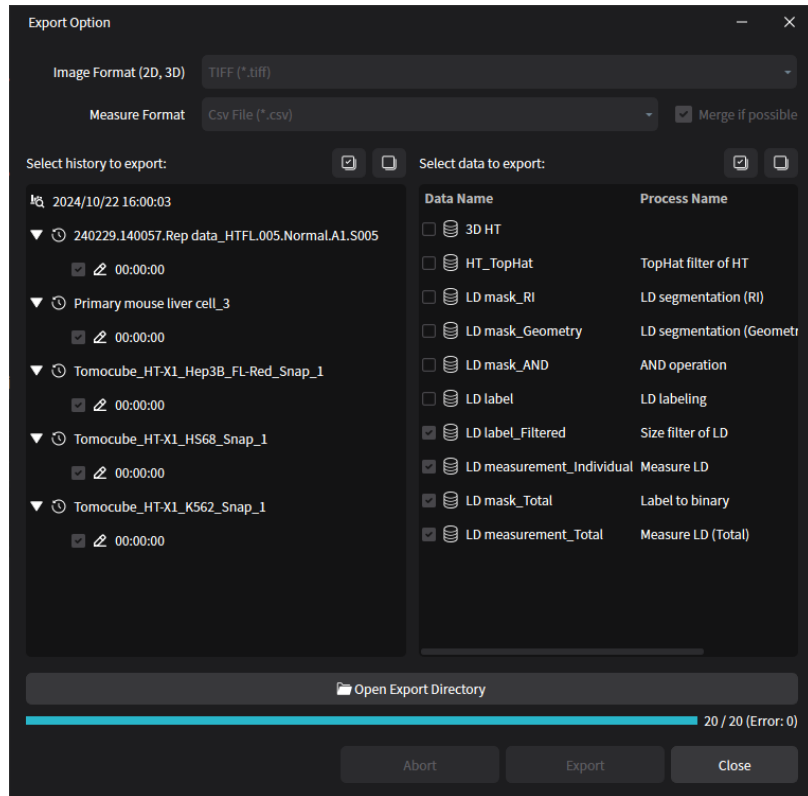 Export Option
Image Format (2D, 3D) TIFF (*.tiff)
Measure Format Csv File (*.csv) Merge if possible
Select history to export:
2024/10/22 16:00:03
240229.140057.Rep data_HTFL.005.Normal.A1.S005
00:00:00
Primary mouse liver cell_3
00:00:00
Tomocube_HT-X1_Hep3B_FL-Red_Snap_1
00:00:00
Tomocube_HT-X1_HS68_Snap_1
00:00:00
Tomocube_HT-X1_K562_Snap_1
00:00:00
Select data to export:
Data Name Process Name
3D HT
HT_TopHat TopHat filter of HT
LD mask_RI LD segmentation (RI)
LD mask_Geometry LD segmentation (Geometr
LD mask_AND AND operation
LD label LD labeling
LD label_Filtered Size filter of LD
LD measurement_Individual Measure LD
LD mask_Total Label to binary
LD measurement_Total Measure LD (Total)
Open Export Directory
20 / 20 (Error: 0)
Abort Export Close